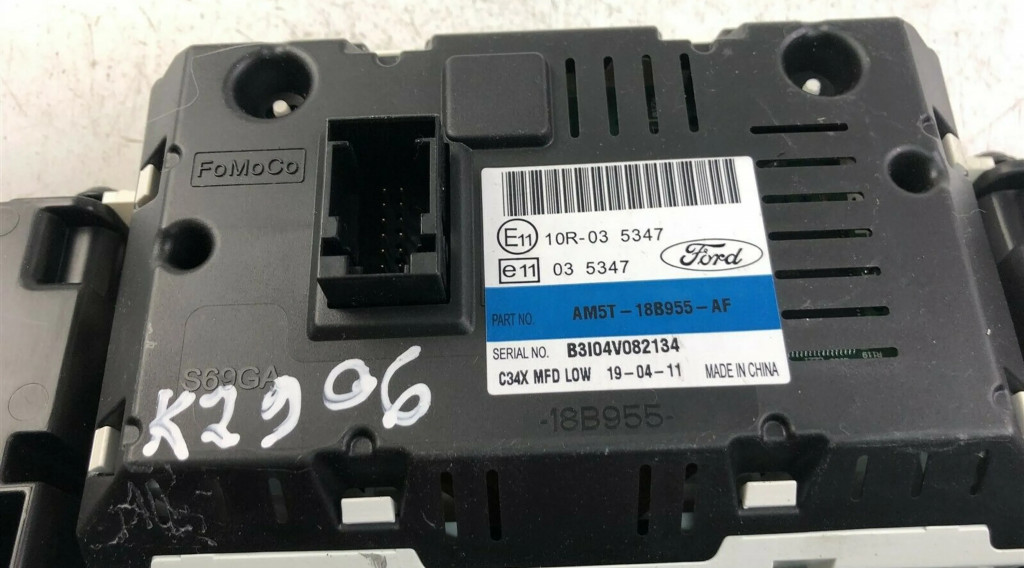 FoMoCo
E11 10R-03 5347
e11 03 5347
Ford
PART NO. AM5T-18B955-AF
SERIAL NO. B3I04V082134
C34X MFD LOW 19-04-11 MADE IN CHINA
S69GA
-18B955-